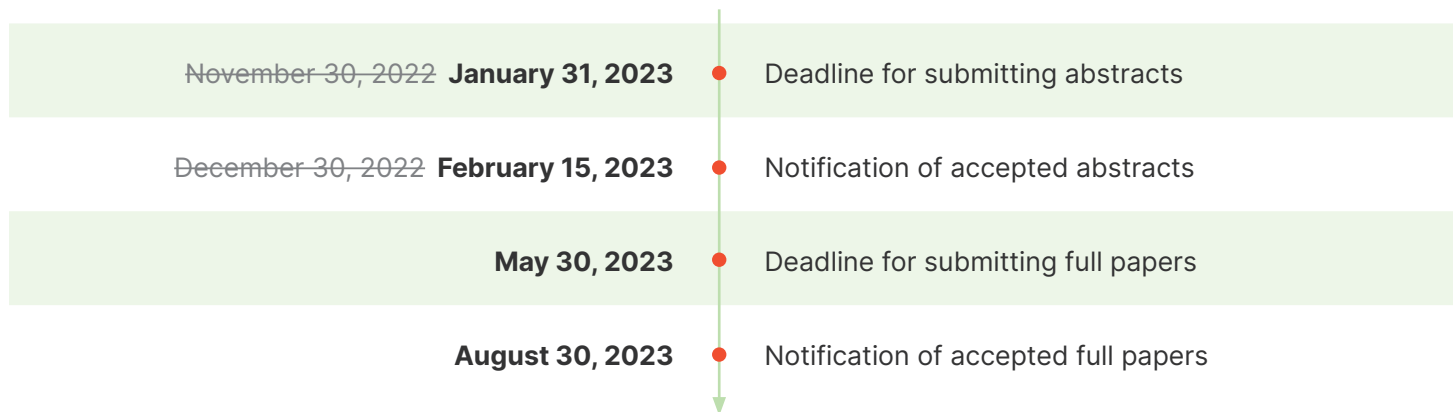 November 30, 2022 January 31, 2023 Deadline for submitting abstracts
December 30, 2022 February 15, 2023 Notification of accepted abstracts
May 30, 2023 Deadline for submitting full papers
August 30, 2023 Notification of accepted full papers